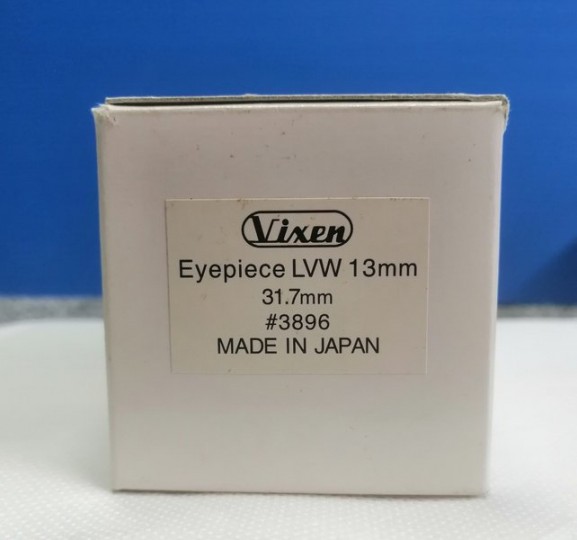 Vixen
Eyepiece LVW 13mm
31.7mm
#3896
MADE IN JAPAN